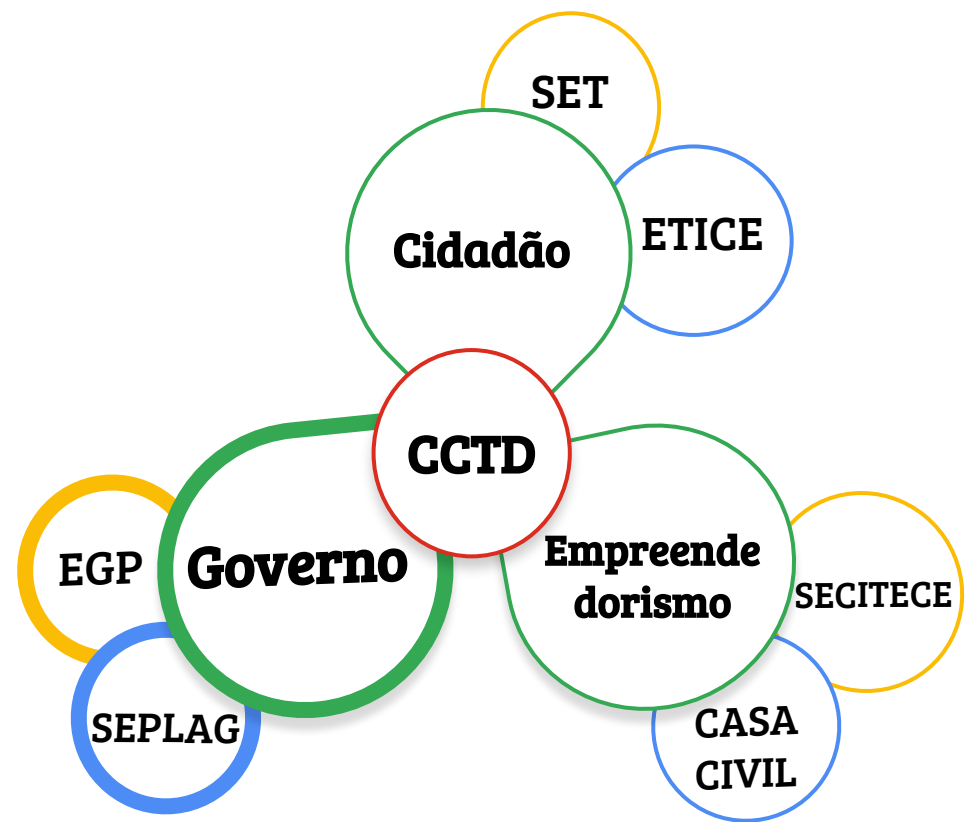 SET
ETICE
Cidadão
CCTD
Governo
EGP
SEPLAG
Empreende
dorismo
SECITECE
CASA
CIVIL